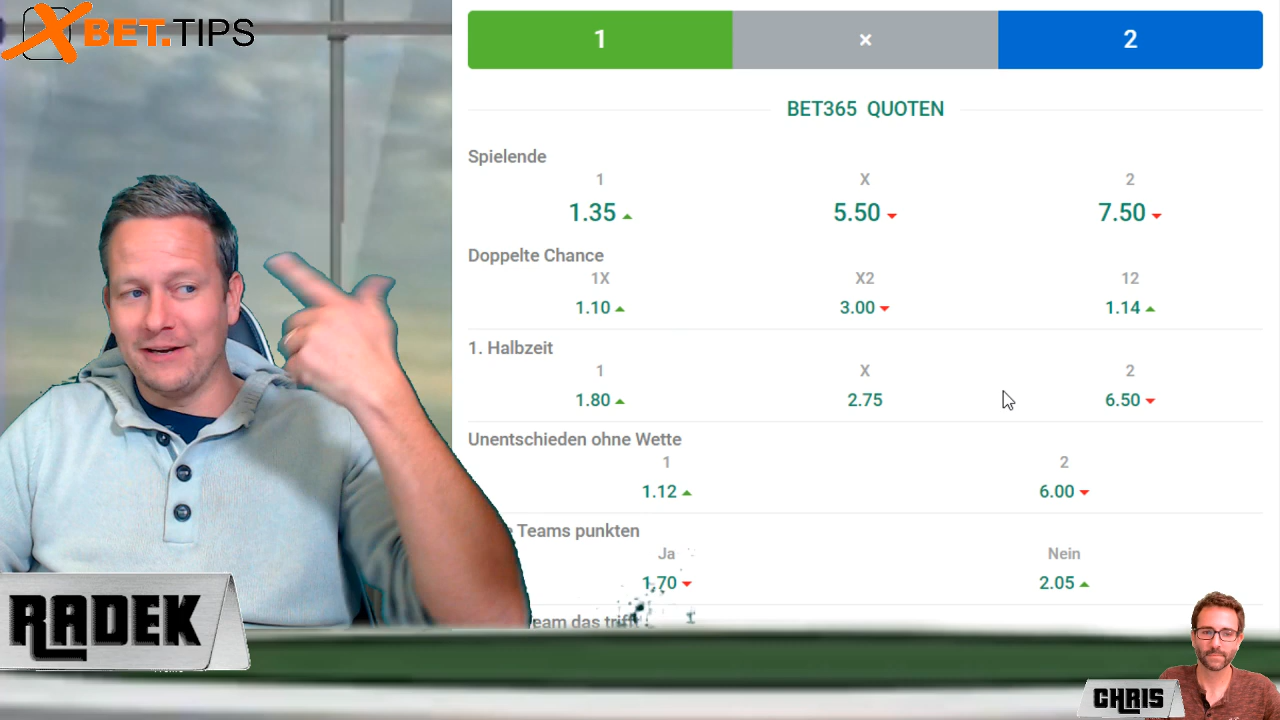 XBET.TIPS
1 × 2
BET365 QUOTEN
Spielende
1 X 2
1.35 5.50 7.50
Doppelte Chance
1X X2 12
1.10 3.00 1.14
1. Halbzeit
1 X 2
1.80 2.75 6.50
Unentschieden ohne Wette
1 2
1.12 6.00
Teams punkten
Ja Nein
1.70 2.05
das
RADEK
CHRIS